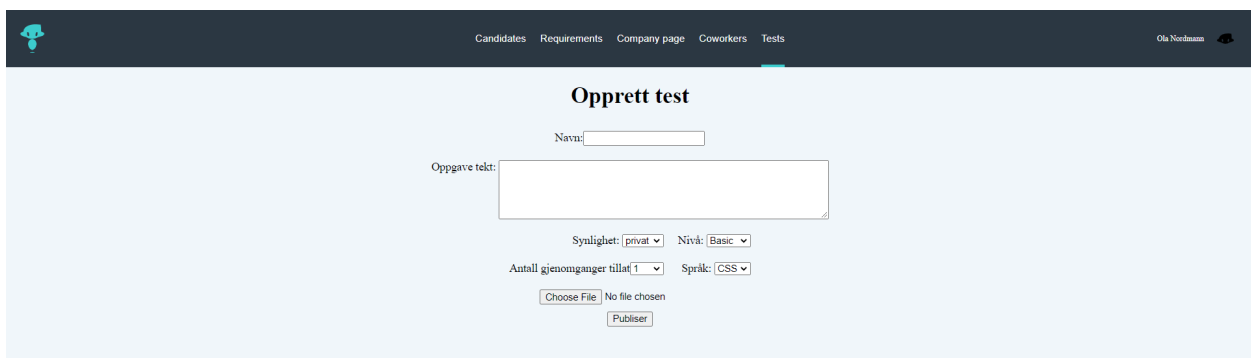 Candidates Requirements Company page Coworkers Tests Ola Nordmann
Opprett test
Navn:
Oppgave tekt:
Synlighet: privat Nivå: Basic
Antall gjenomganger tillat 1 Språk: CSS
Choose File No file chosen
Publiser